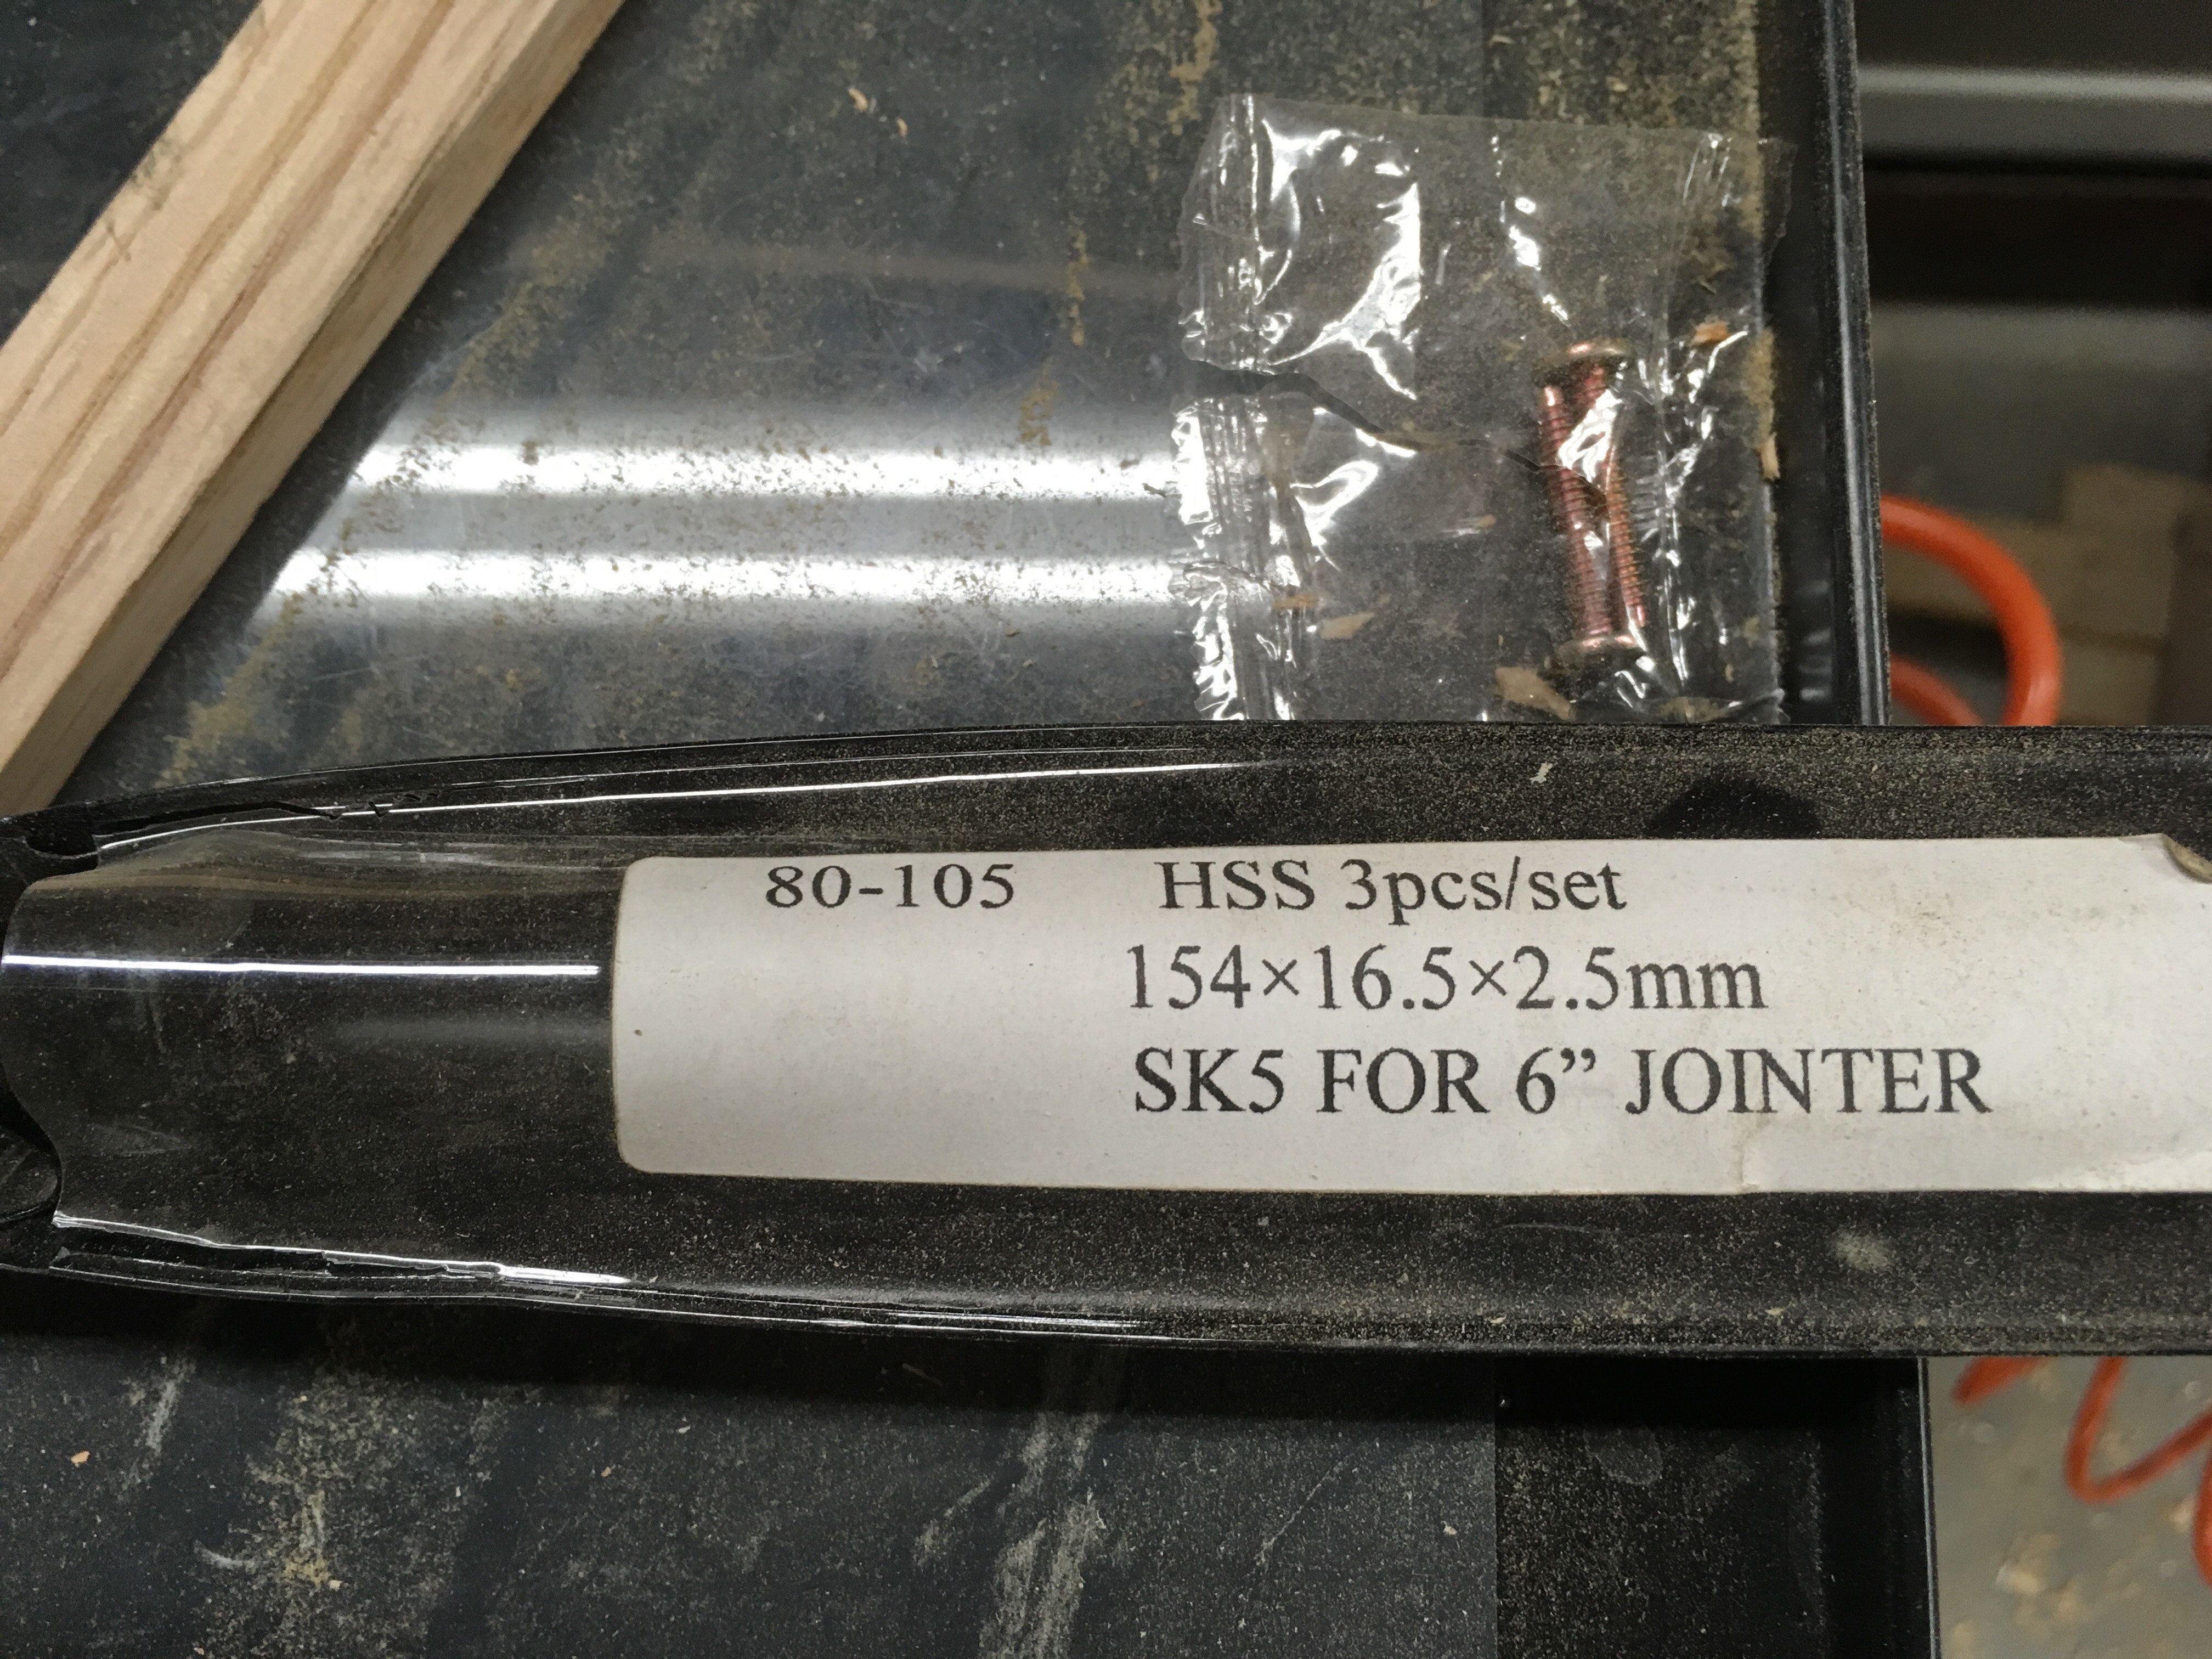 80-105 HSS 3pcs/set
154×16.5×2.5mm
SK5 FOR 6” JOINTER